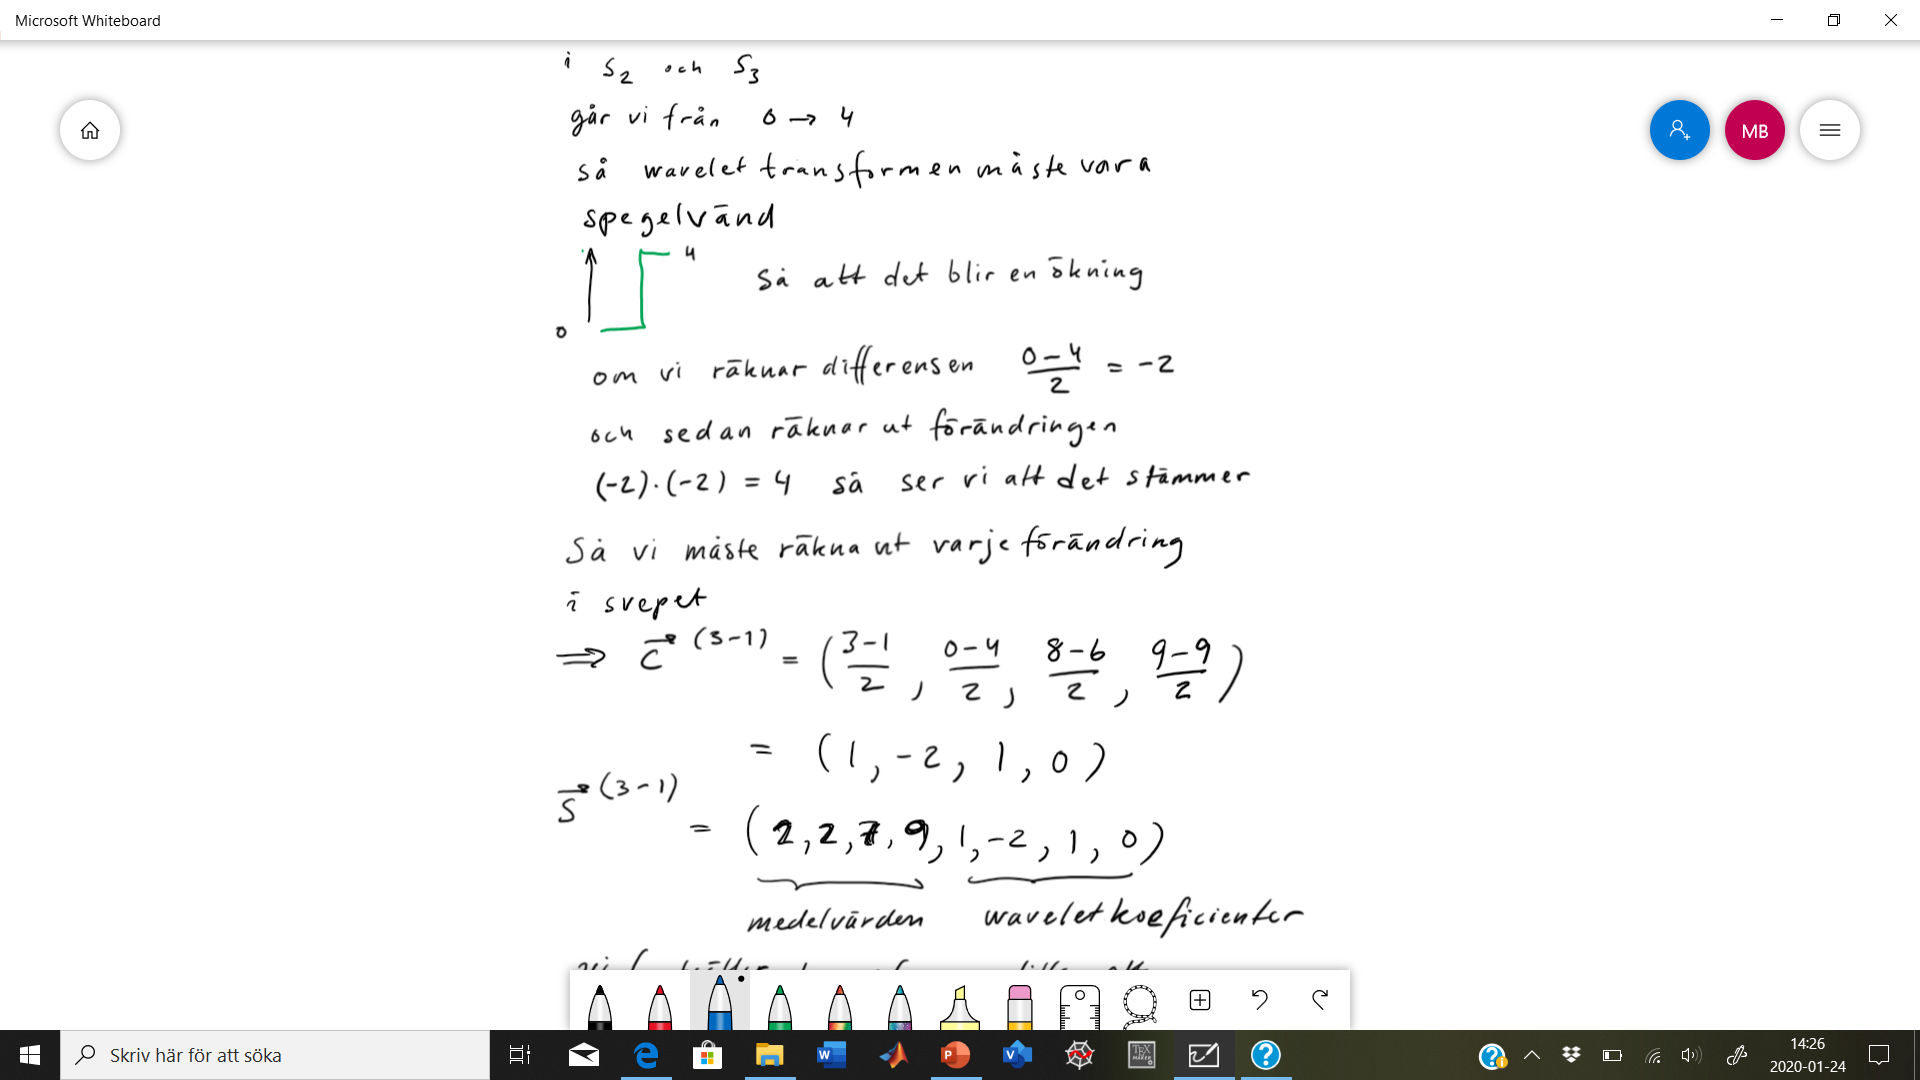 Microsoft Whiteboard
i S₂ och S₃
går vi från 0 → 4
så wavelet transformen måste vara
spegelvänd
4
så att det blir en ökning
0
om vi räknar differensen (0-4)/2 = -2
och sedan räknar ut förändringen
(-2)·(-2) = 4 så ser vi att det stämmer
Så vi måste räkna ut varje förändring
i svepet
⇒ c⃗^(3-1) = ((3-1)/2, (0-4)/2, (8-6)/2, (9-9)/2)
= (1, -2, 1, 0)
s⃗^(3-1) = (2, 2, 7, 9, 1, -2, 1, 0)
medelvärden waveletkoeficienter
MB
Skriv här för att söka
14:26
2020-01-24